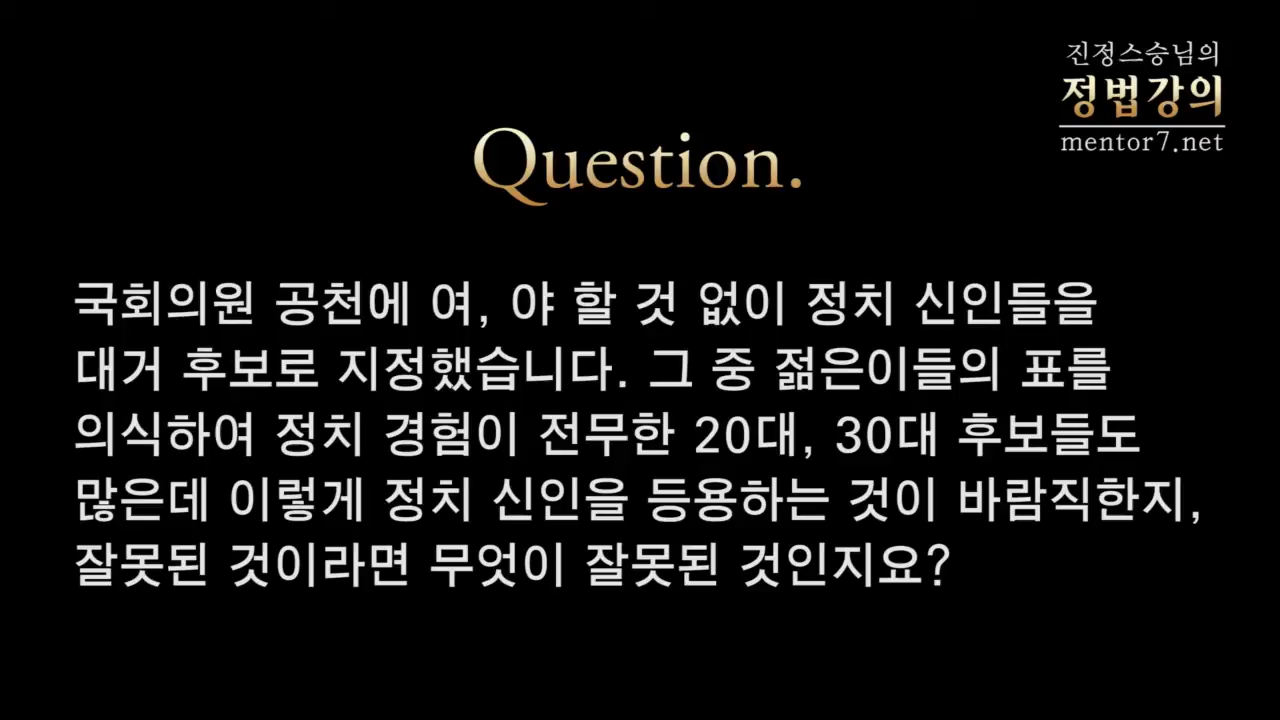 진정스승님의
정법강의
mentor7.net
Question.
국회의원 공천에 여, 야 할 것 없이 정치 신인들을
대거 후보로 지정했습니다. 그 중 젊은이들의 표를
의식하여 정치 경험이 전무한 20대, 30대 후보들도
많은데 이렇게 정치 신인을 등용하는 것이 바람직한지,
잘못된 것이라면 무엇이 잘못된 것인지요?